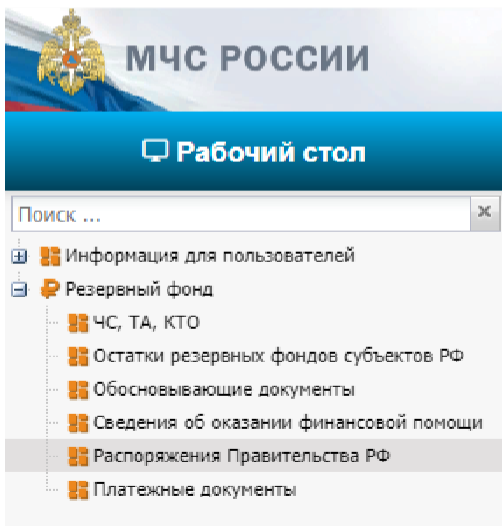 МЧС РОССИИ
Рабочий стол
Поиск ...
Информация для пользователей
Резервный фонд
ЧС, ТА, КТО
Остатки резервных фондов субъектов РФ
Обосновывающие документы
Сведения об оказании финансовой помощи
Распоряжения Правительства РФ
Платежные документы